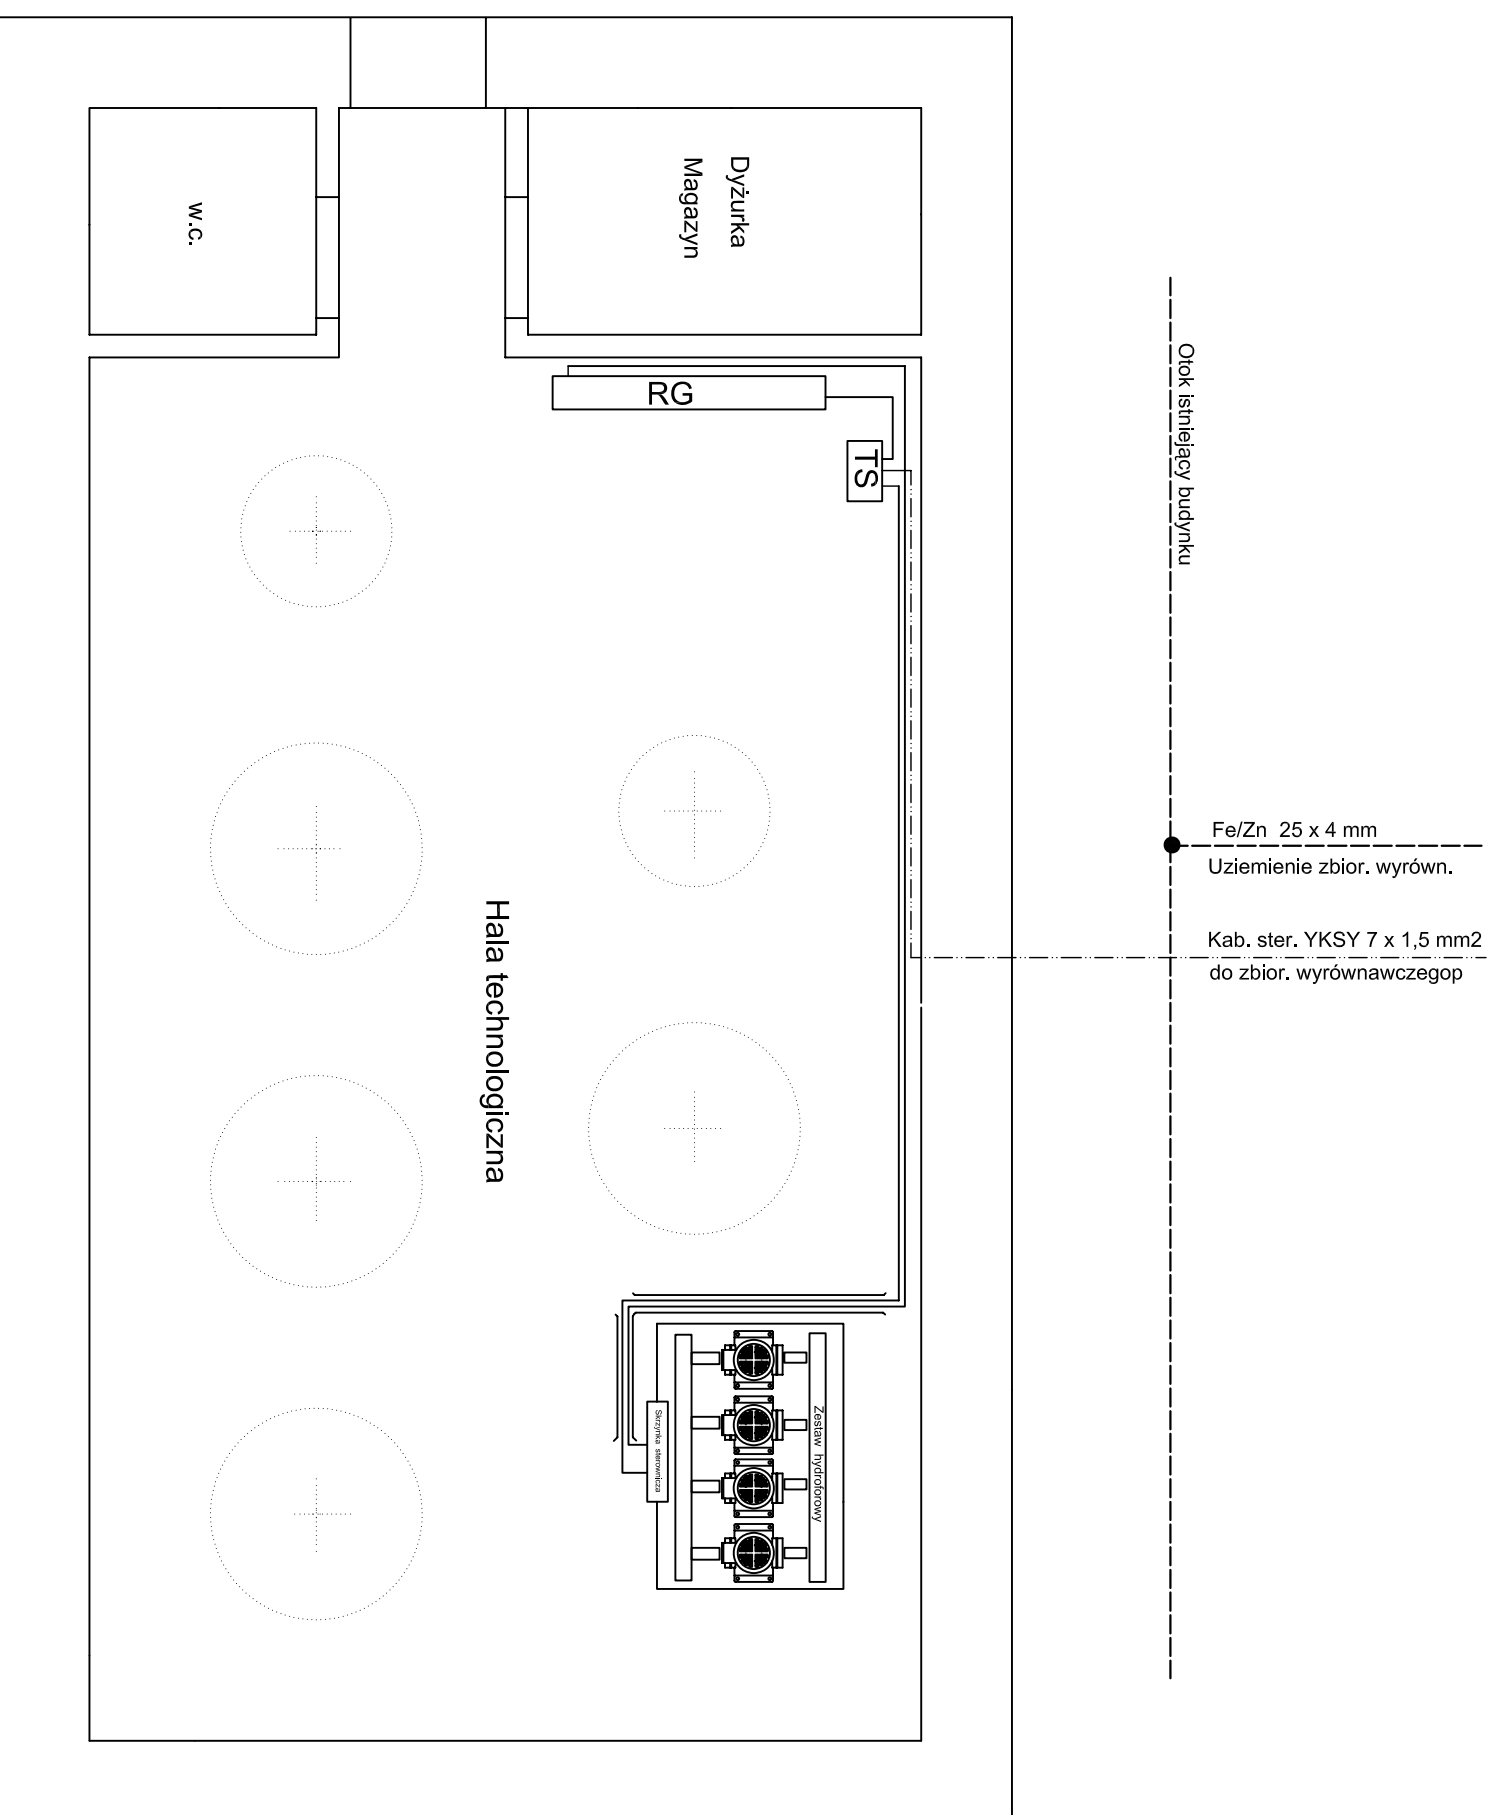 w.c.
Dyżurka
Magazyn
RG
TS
Otok istniejący budynku
Fe/Zn 25 x 4 mm
Uziemienie zbior. wyrówn.
Kab. ster. YKSY 7 x 1,5 mm2
do zbior. wyrównawczegop
Hala technologiczna
Skrzynka sterownicza
Zestaw hydroforowy